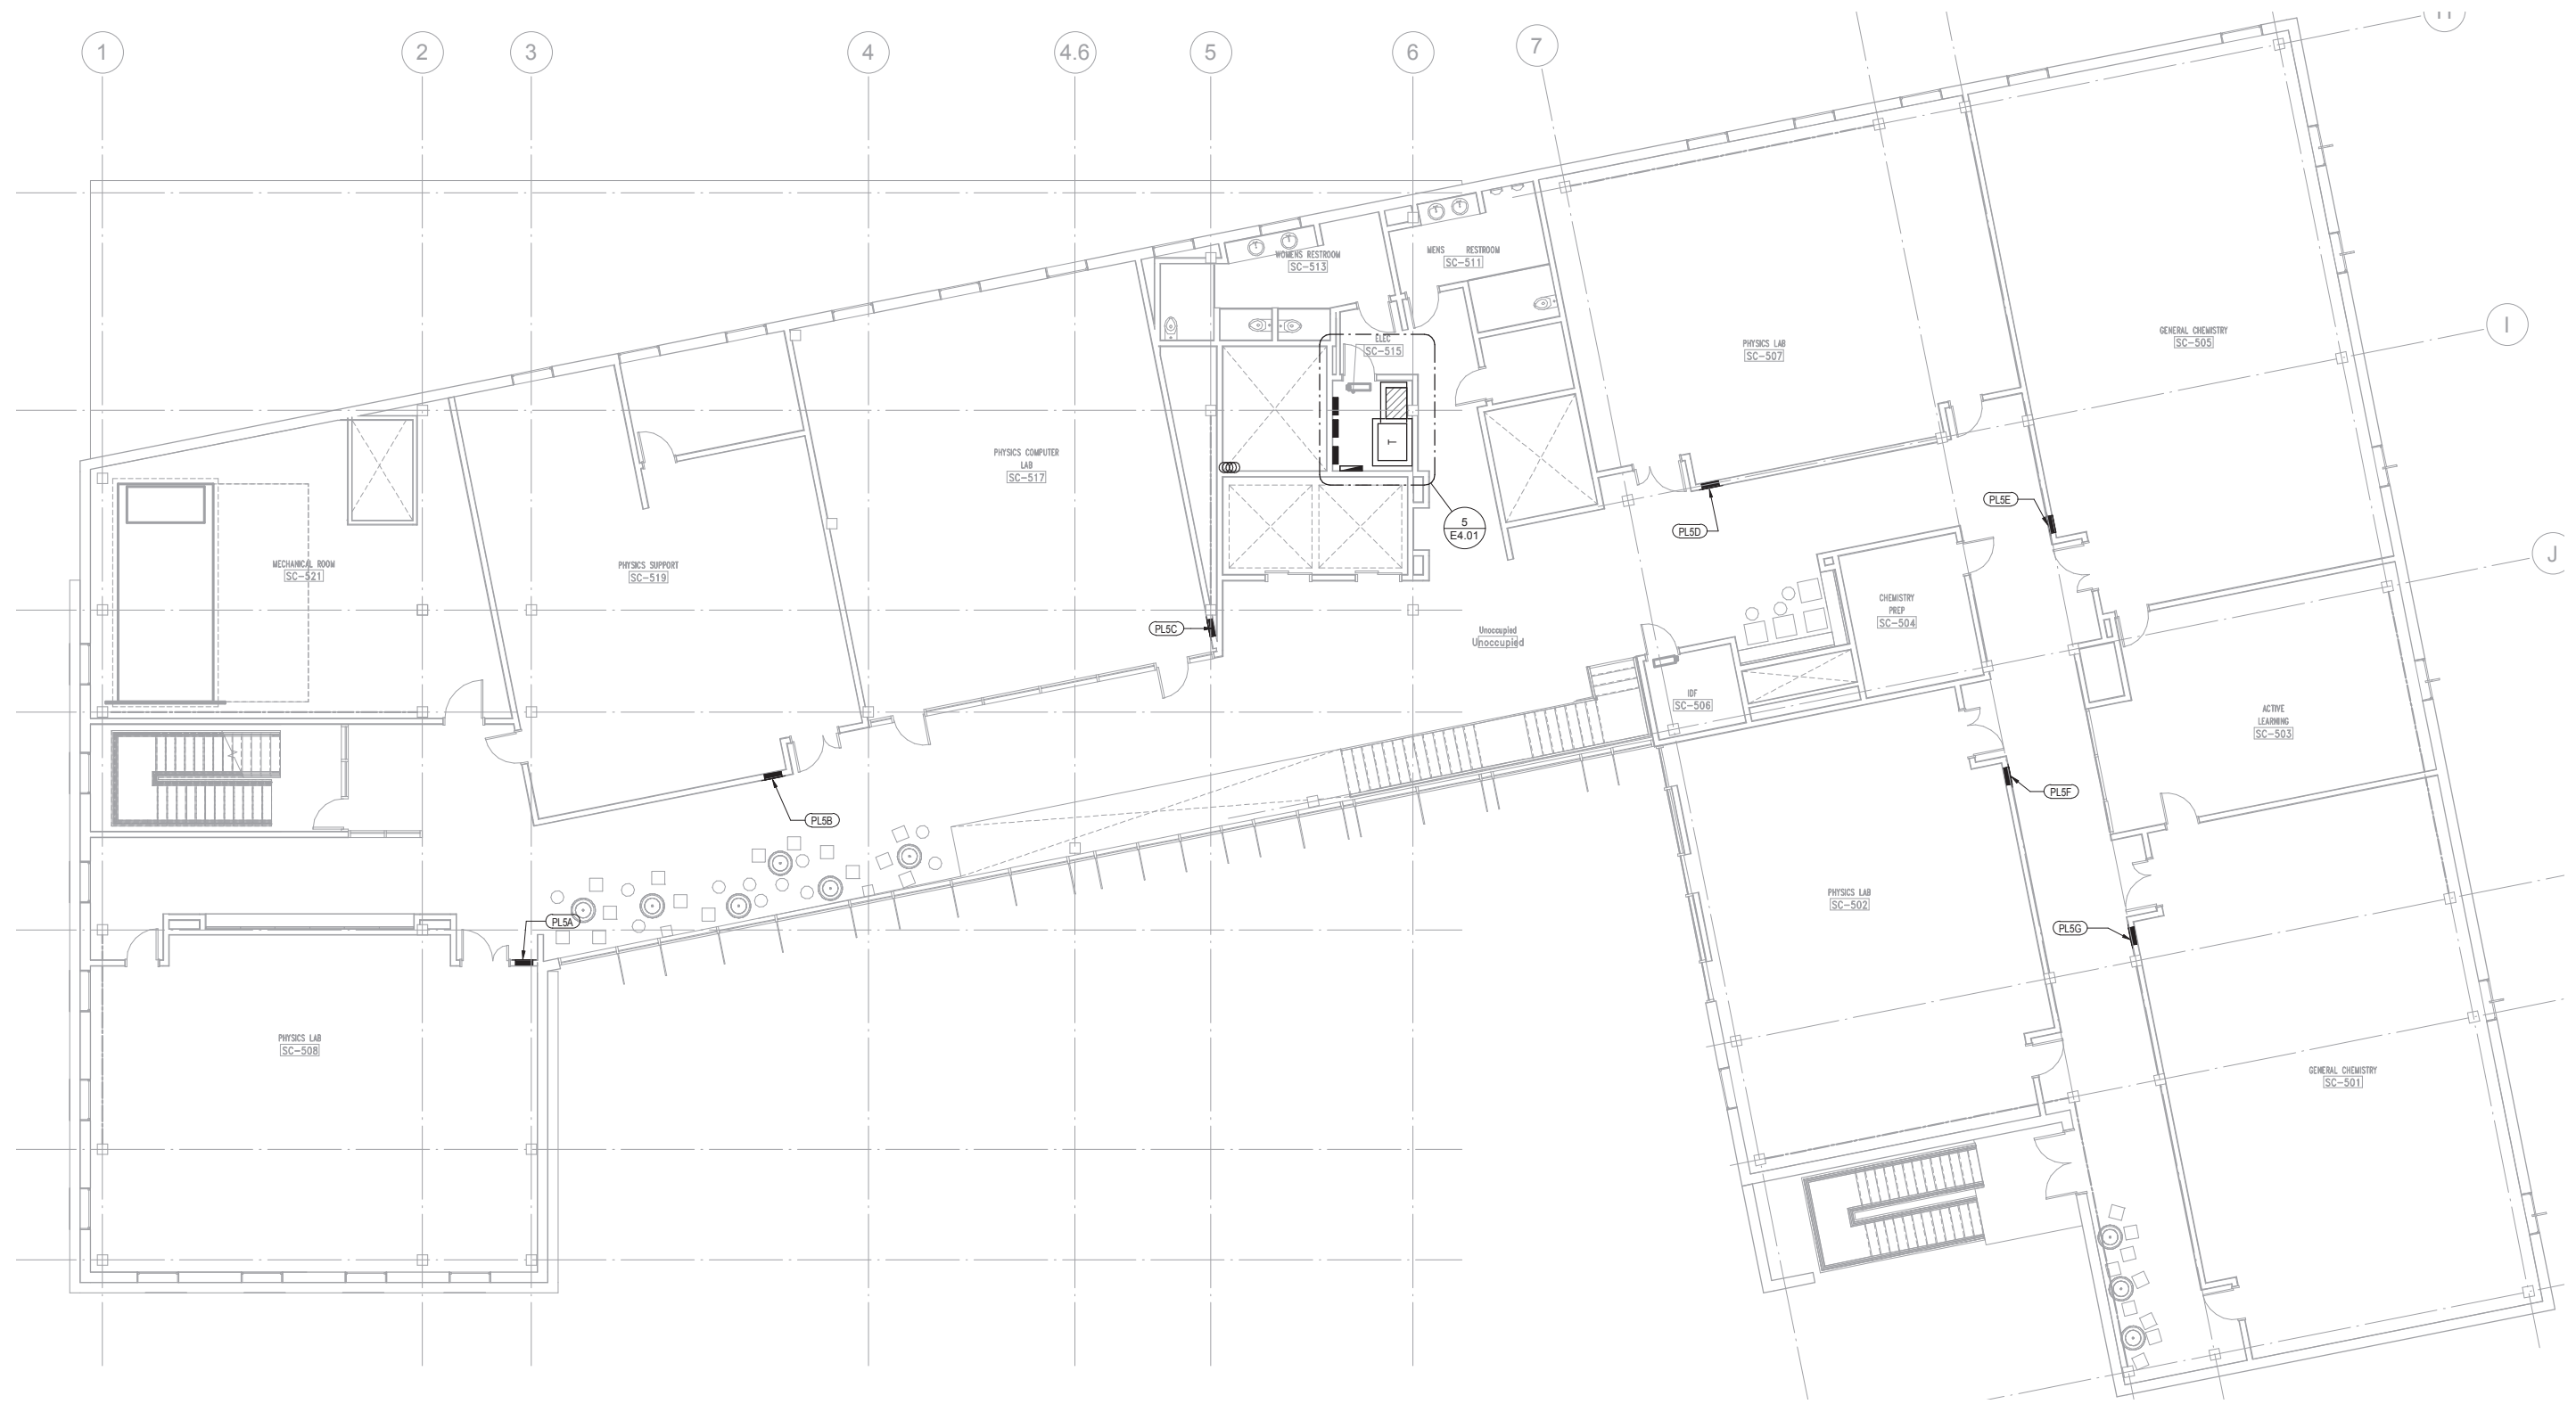 1
2
3
4
4.6
5
6
7
I
J
WOMENS RESTROOM
SC-513
MENS RESTROOM
SC-511
ELEC
SC-515
T
PHYSICS LAB
SC-507
GENERAL CHEMISTRY
SC-505
PHYSICS COMPUTER
LAB
SC-517
5
E4.01
PL5D
PL5E
MECHANICAL ROOM
SC-521
PHYSICS SUPPORT
SC-519
PL5C
Unoccupied
Unoccupied
CHEMISTRY
PREP
SC-504
IDF
SC-506
ACTIVE
LEARNING
SC-503
PL5B
PL5F
PL5A
PHYSICS LAB
SC-502
PL5G
PHYSICS LAB
SC-508
GENERAL CHEMISTRY
SC-501